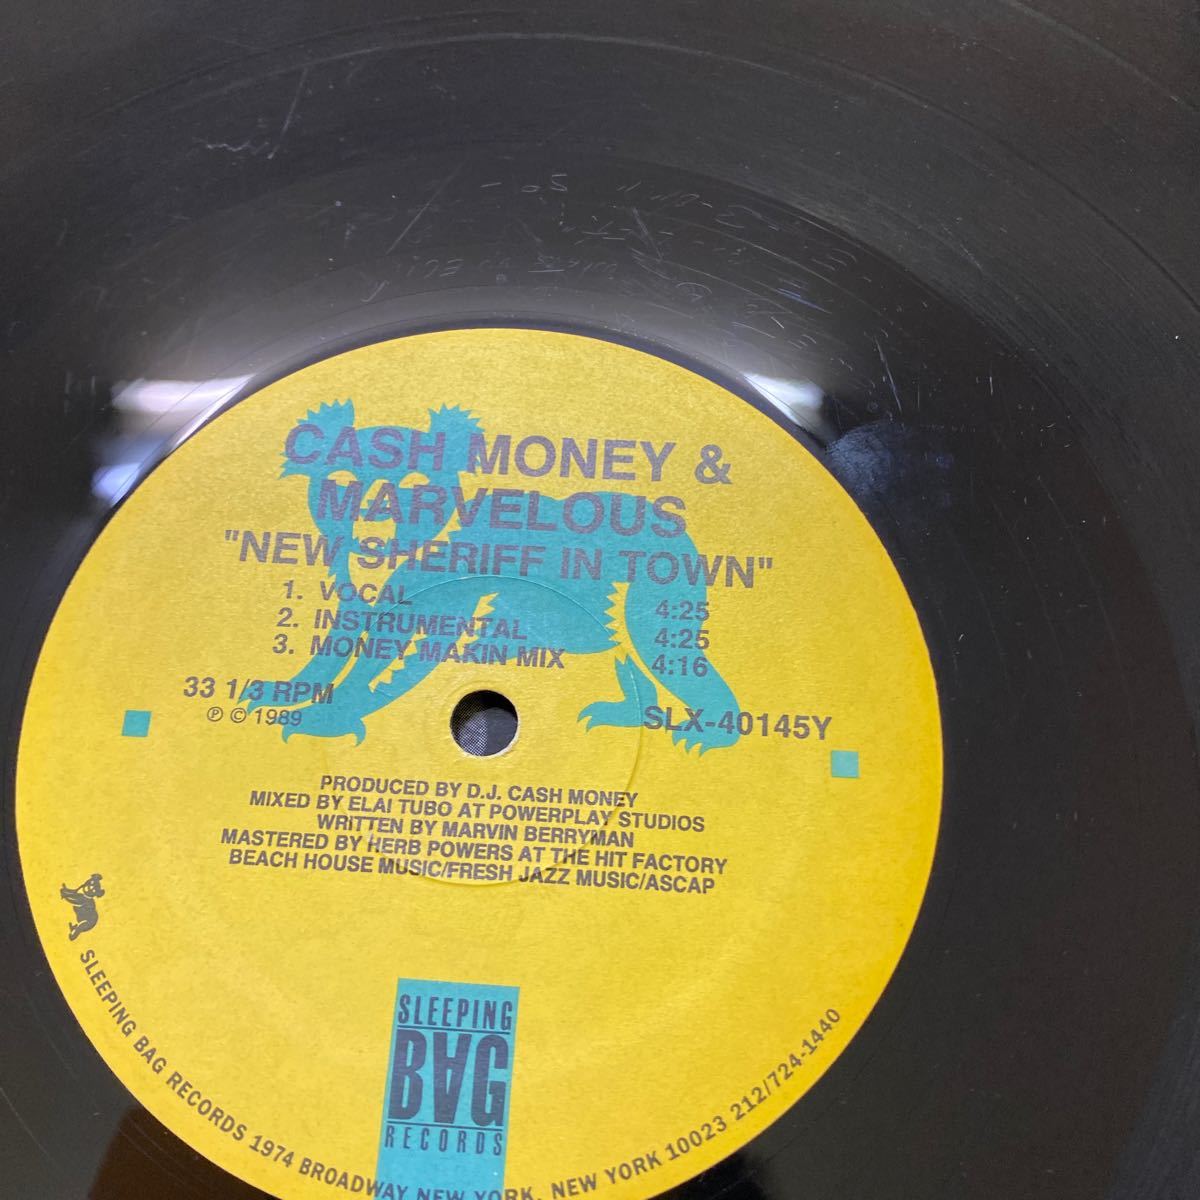 CASH MONEY &
MARVELOUS
"NEW SHERIFF IN TOWN"
1. VOCAL 4:25
2. INSTRUMENTAL 4:25
3. MONEY MAKIN MIX 4:16
33 1/3 RPM
℗ © 1989
SLX-40145Y
PRODUCED BY D.J. CASH MONEY
MIXED BY ELAI TUBO AT POWERPLAY STUDIOS
WRITTEN BY MARVIN BERRYMAN
MASTERED BY HERB POWERS AT THE HIT FACTORY
BEACH HOUSE MUSIC/FRESH JAZZ MUSIC/ASCAP
SLEEPING
BAG
RECORDS
SLEEPING BAG RECORDS 1974 BROADWAY NEW YORK, NEW YORK 10023 212/724-1440